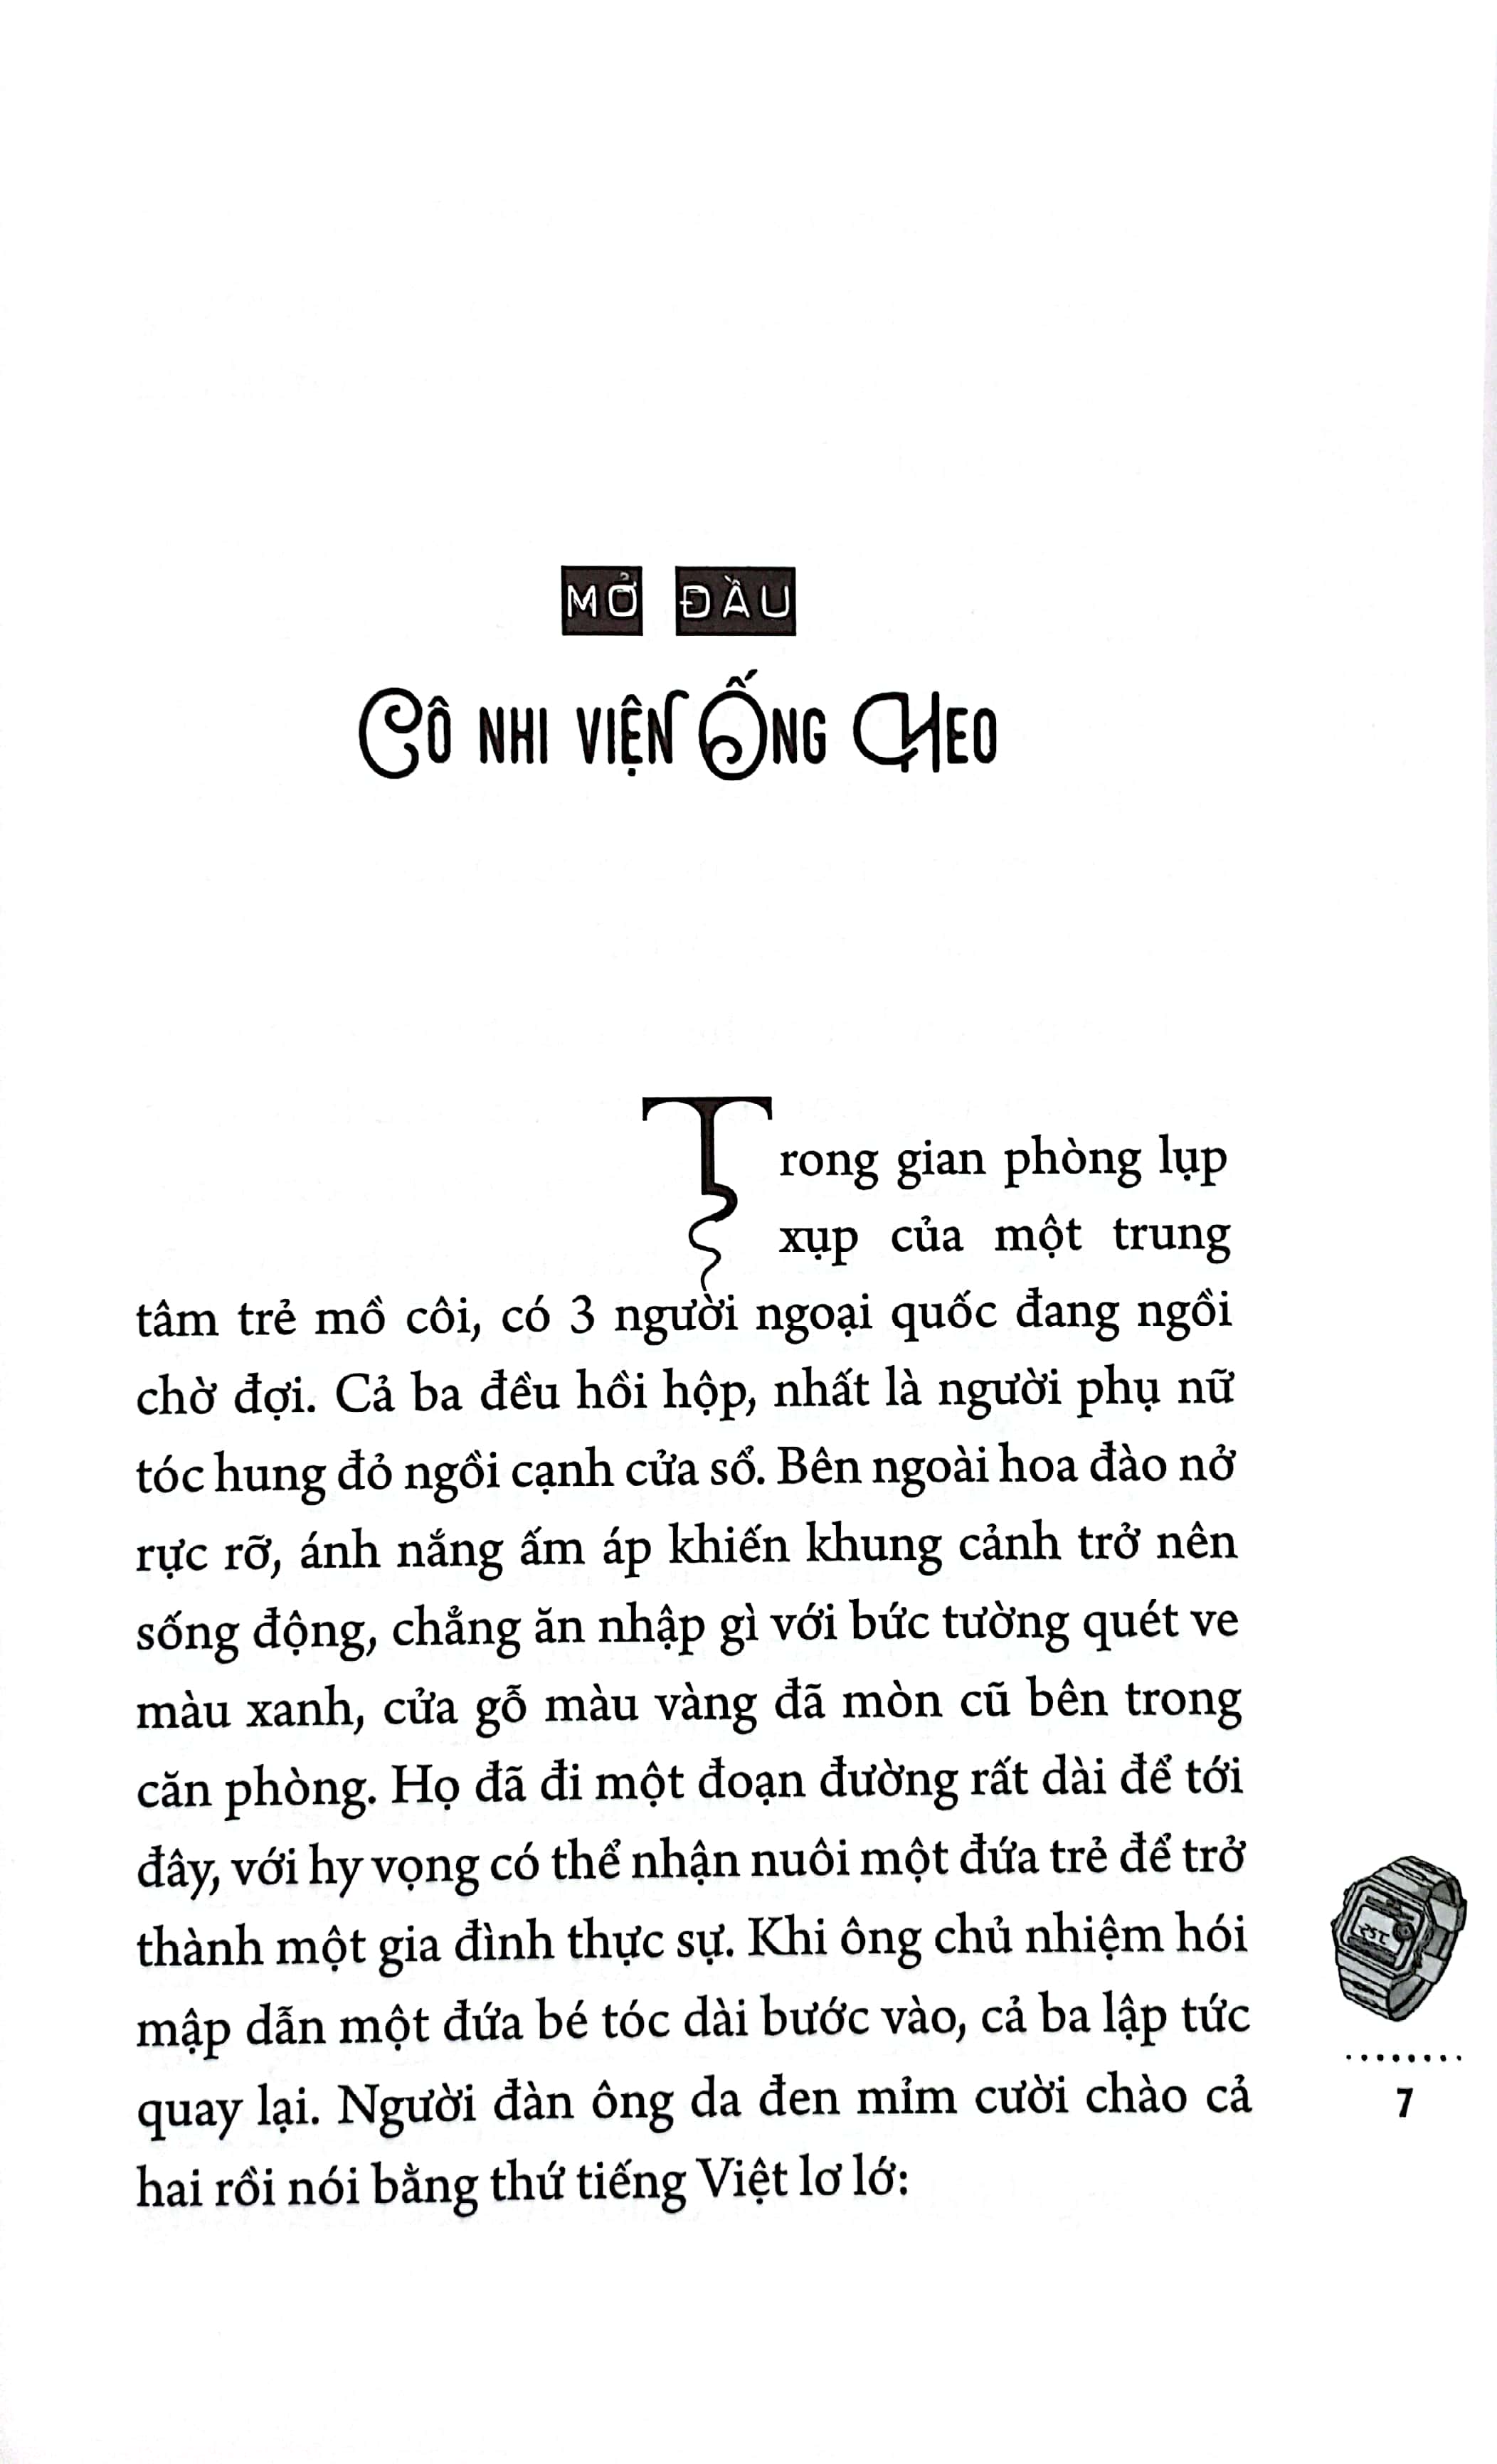 MỞ ĐẦU
CÔ NHI VIỆN ỐNG CHEO
Trong gian phòng lụp
xụp của một trung
tâm trẻ mồ côi, có 3 người ngoại quốc đang ngồi
chờ đợi. Cả ba đều hồi hộp, nhất là người phụ nữ
tóc hung đỏ ngồi cạnh cửa sổ. Bên ngoài hoa đào nở
rực rỡ, ánh nắng ấm áp khiến khung cảnh trở nên
sống động, chẳng ăn nhập gì với bức tường quét ve
màu xanh, cửa gỗ màu vàng đã mòn cũ bên trong
căn phòng. Họ đã đi một đoạn đường rất dài để tới
đây, với hy vọng có thể nhận nuôi một đứa trẻ để trở
thành một gia đình thực sự. Khi ông chủ nhiệm hói
mập dẫn một đứa bé tóc dài bước vào, cả ba lập tức
quay lại. Người đàn ông da đen mỉm cười chào cả
hai rồi nói bằng thứ tiếng Việt lơ lớ:
7